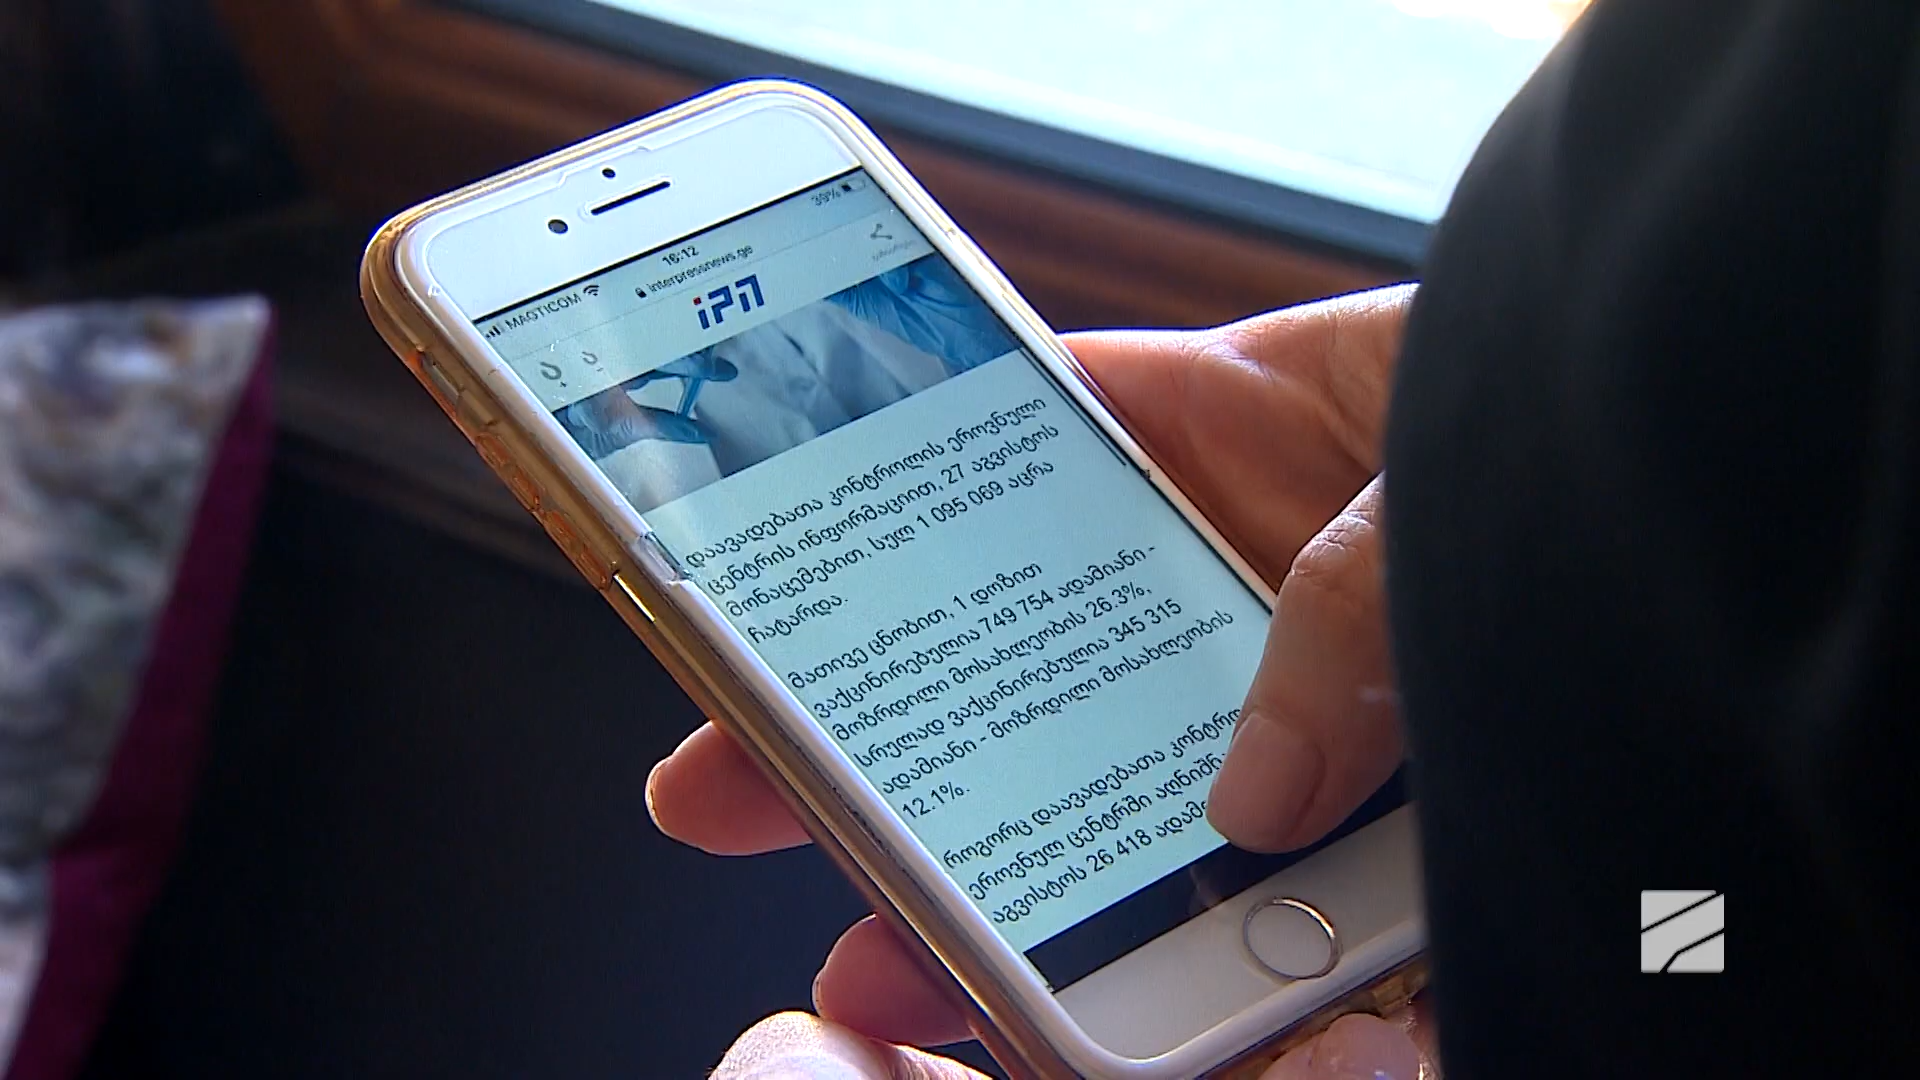 MAGTICOM
16:12
39%
interpressnews.ge
ipn
ა+
ა-
დაავადებათა კონტროლის ეროვნული
ცენტრის ინფორმაციით, 27 აგვისტოს
მონაცემებით, სულ 1 095 069 აცრა
ჩატარდა.
მათივე ცნობით, 1 დოზით
ვაქცინირებულია 749 754 ადამიანი -
მოზრდილი მოსახლეობის 26.3%,
სრულად ვაქცინირებულია 345 315
ადამიანი - მოზრდილი მოსახლეობის
12.1%.
როგორც დაავადებათა კონტრო
ეროვნულ ცენტრში აღნიშნ
აგვისტოს 26 418 ადამ